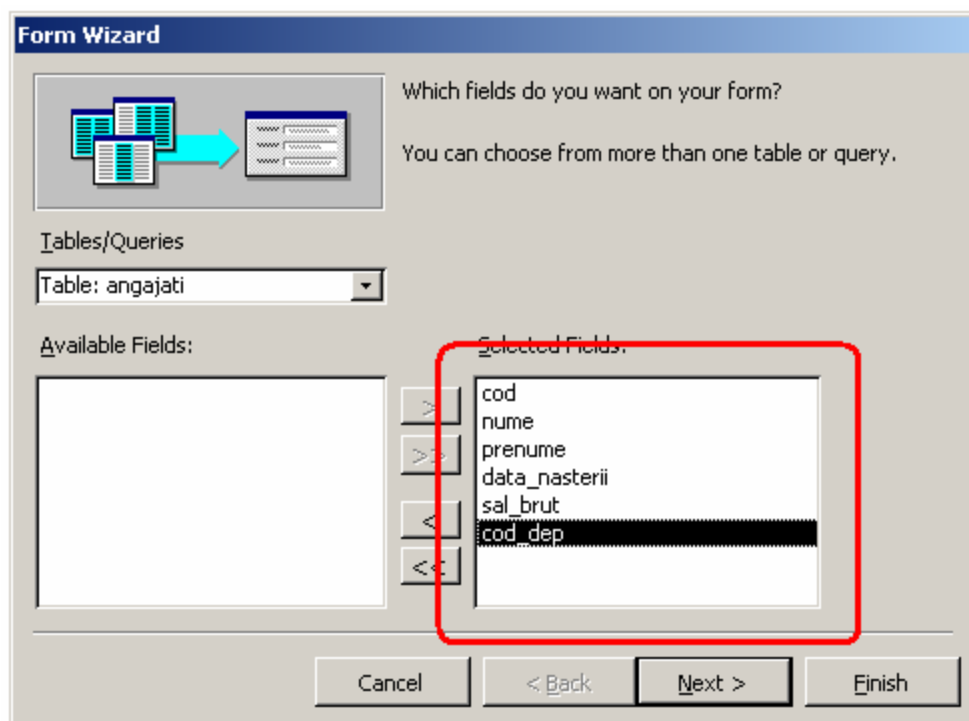 Form Wizard
Which fields do you want on your form?
You can choose from more than one table or query.
Tables/Queries
Table: angajati
Available Fields:
Selected Fields:
>
>>
<
<<
cod
nume
prenume
data_nasterii
sal_brut
cod_dep
Cancel
< Back
Next >
Finish